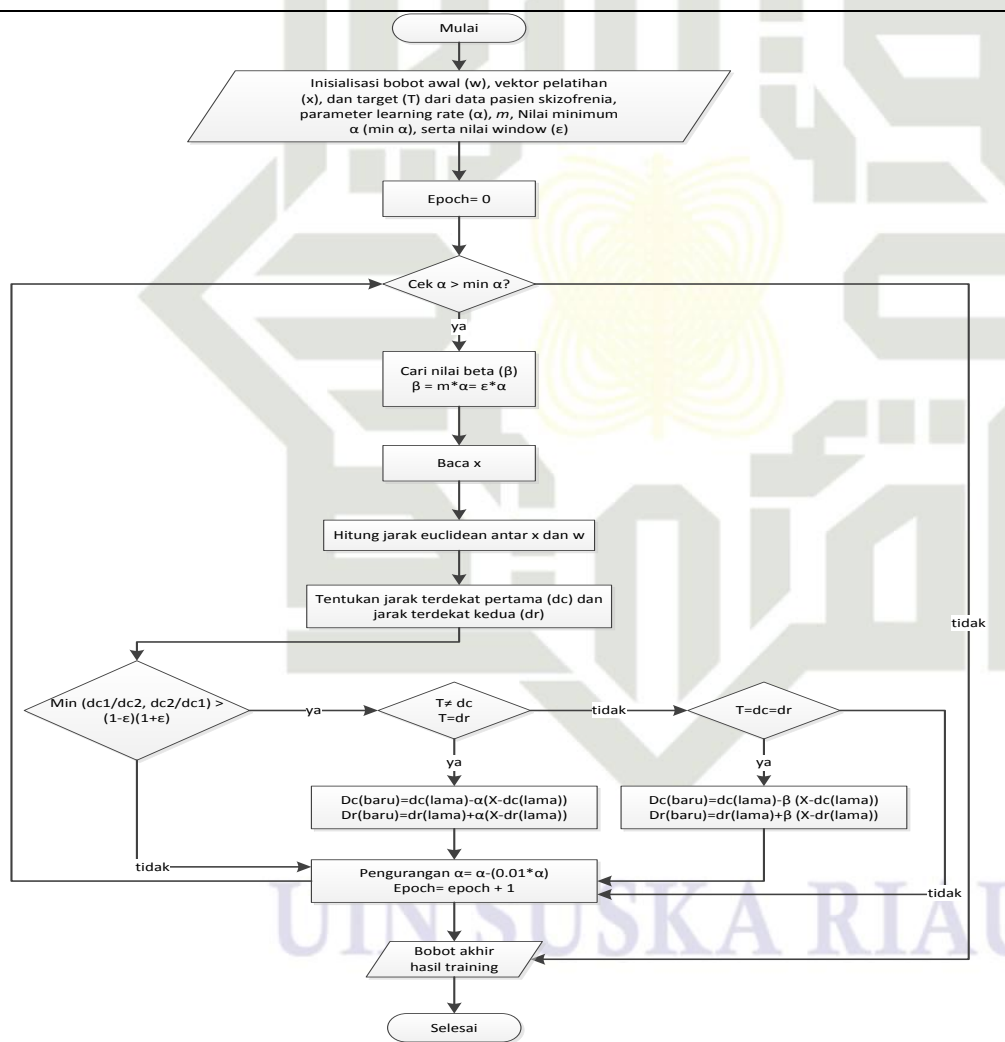 Mulai
Inisialisasi bobot awal (w), vektor pelatihan
(x), dan target (T) dari data pasien skizofrenia,
parameter learning rate (α), m, Nilai minimum
α (min α), serta nilai window (ε)
Epoch= 0
Cek α > min α?
ya
Cari nilai beta (β)
β = m*α= ε*α
Baca x
Hitung jarak euclidean antar x dan w
Tentukan jarak terdekat pertama (dc) dan
jarak terdekat kedua (dr)
tidak
Min (dc1/dc2, dc2/dc1) >
(1-ε)(1+ε)
ya
T≠ dc
T=dr
tidak
T=dc=dr
ya
ya
Dc(baru)=dc(lama)-α(X-dc(lama))
Dr(baru)=dr(lama)+α(X-dr(lama))
Dc(baru)=dc(lama)-β (X-dc(lama))
Dr(baru)=dr(lama)+β (X-dr(lama))
tidak
Pengurangan α= α-(0.01*α)
Epoch= epoch + 1
tidak
UIN SUSKA RIAU
Bobot akhir
hasil training
Selesai